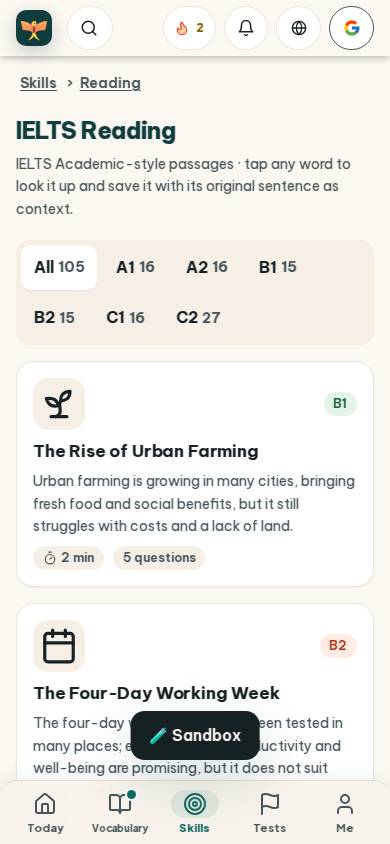 2
Skills > Reading
IELTS Reading
IELTS Academic-style passages · tap any word to
look it up and save it with its original sentence as
context.
All 105 A1 16 A2 16 B1 15
B2 15 C1 16 C2 27
B1
The Rise of Urban Farming
Urban farming is growing in many cities, bringing
fresh food and social benefits, but it still
struggles with costs and a lack of land.
2 min 5 questions
B2
The Four-Day Working Week
The four-day tested in
many places;
🧪 Sandbox
well-being are promising, but it does not suit
Today Vocabulary Skills Tests Me